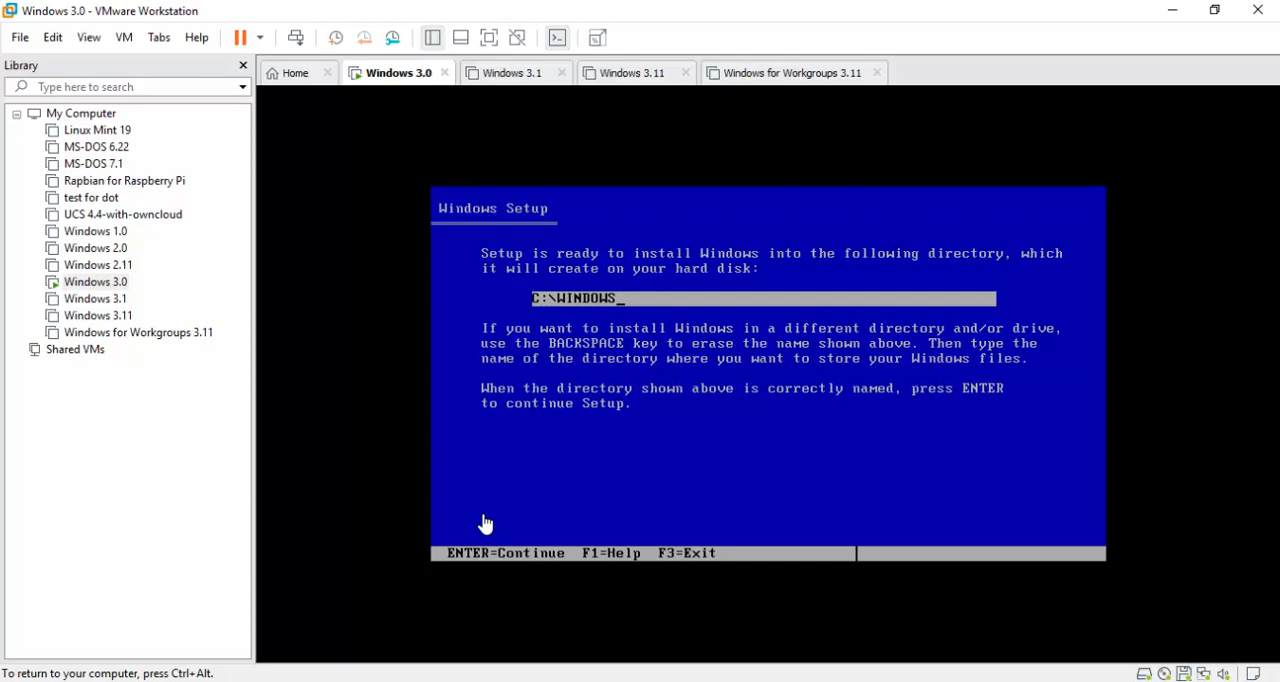 Windows 3.0 - VMware Workstation
File Edit View VM Tabs Help
Library
Type here to search
My Computer
Linux Mint 19
MS-DOS 6.22
MS-DOS 7.1
Rapbian for Raspberry Pi
test for dot
UCS 4.4-with-owncloud
Windows 1.0
Windows 2.0
Windows 2.11
Windows 3.0
Windows 3.1
Windows 3.11
Windows for Workgroups 3.11
Shared VMs
Home Windows 3.0 Windows 3.1 Windows 3.11 Windows for Workgroups 3.11
Windows Setup
Setup is ready to install Windows into the following directory, which
it will create on your hard disk:
C:\WINDOWS_
If you want to install Windows in a different directory and/or drive,
use the BACKSPACE key to erase the name shown above. Then type the
name of the directory where you want to store your Windows files.
When the directory shown above is correctly named, press ENTER
to continue Setup.
ENTER=Continue F1=Help F3=Exit
To return to your computer, press Ctrl+Alt.